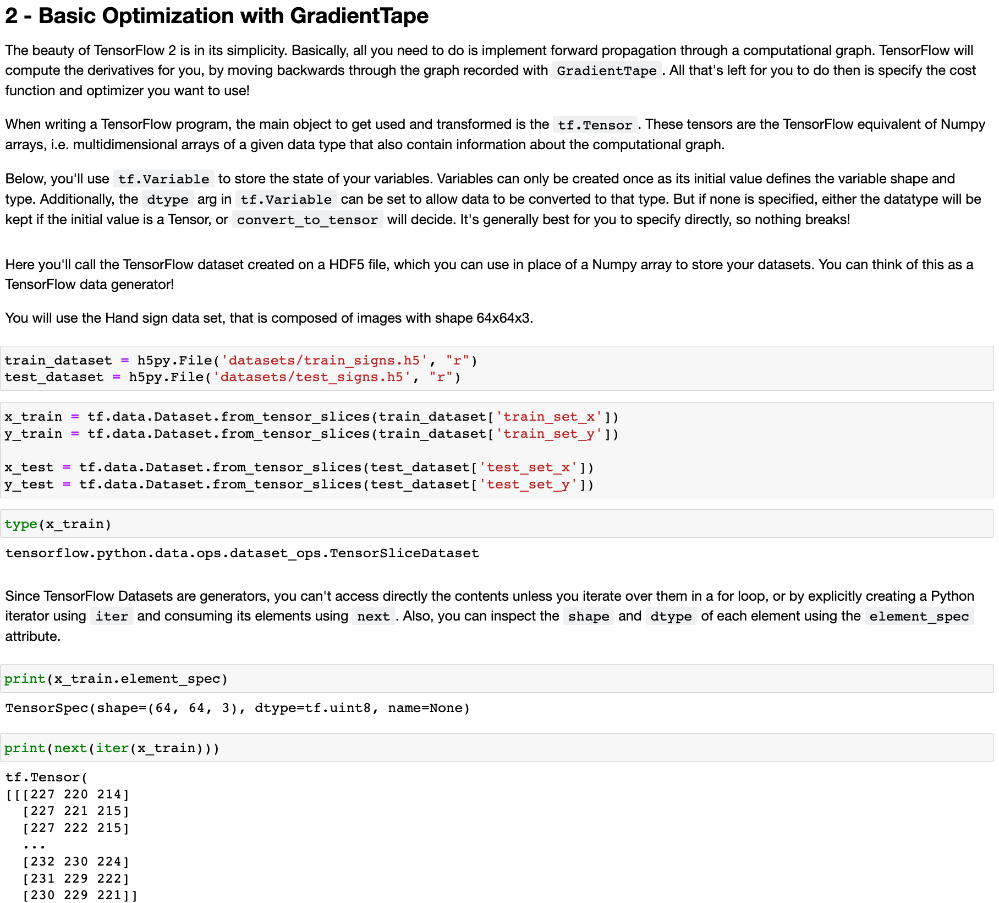 2 - Basic Optimization with GradientTape
The beauty of TensorFlow 2 is in its simplicity. Basically, all you need to do is implement forward propagation through a computational graph. TensorFlow will
compute the derivatives for you, by moving backwards through the graph recorded with GradientTape. All that's left for you to do then is specify the cost
function and optimizer you want to use!
When writing a TensorFlow program, the main object to get used and transformed is the tf.Tensor. These tensors are the TensorFlow equivalent of Numpy
arrays, i.e. multidimensional arrays of a given data type that also contain information about the computational graph.
Below, you'll use tf.Variable to store the state of your variables. Variables can only be created once as its initial value defines the variable shape and
type. Additionally, the dtype arg in tf.Variable can be set to allow data to be converted to that type. But if none is specified, either the datatype will be
kept if the initial value is a Tensor, or convert_to_tensor will decide. It's generally best for you to specify directly, so nothing breaks!
Here you'll call the TensorFlow dataset created on a HDF5 file, which you can use in place of a Numpy array to store your datasets. You can think of this as a
TensorFlow data generator!
You will use the Hand sign data set, that is composed of images with shape 64x64x3.
train_dataset = h5py.File('datasets/train_signs.h5', "r")
test_dataset = h5py.File('datasets/test_signs.h5', "r")
x_train = tf.data.Dataset.from_tensor_slices(train_dataset['train_set_x'])
y_train = tf.data.Dataset.from_tensor_slices(train_dataset['train_set_y'])
x_test = tf.data.Dataset.from_tensor_slices(test_dataset['test_set_x'])
y_test = tf.data.Dataset.from_tensor_slices(test_dataset['test_set_y'])
type(x_train)
tensorflow.python.data.ops.dataset_ops.TensorSliceDataset
Since TensorFlow Datasets are generators, you can't access directly the contents unless you iterate over them in a for loop, or by explicitly creating a Python
iterator using iter and consuming its elements using next. Also, you can inspect the shape and dtype of each element using the element_spec
attribute.
print(x_train.element_spec)
TensorSpec(shape=(64, 64, 3), dtype=tf.uint8, name=None)
print(next(iter(x_train)))
tf.Tensor(
[[[227 220 214]
  [227 221 215]
  [227 222 215]
  ...
  [232 230 224]
  [231 229 222]
  [230 229 221]]